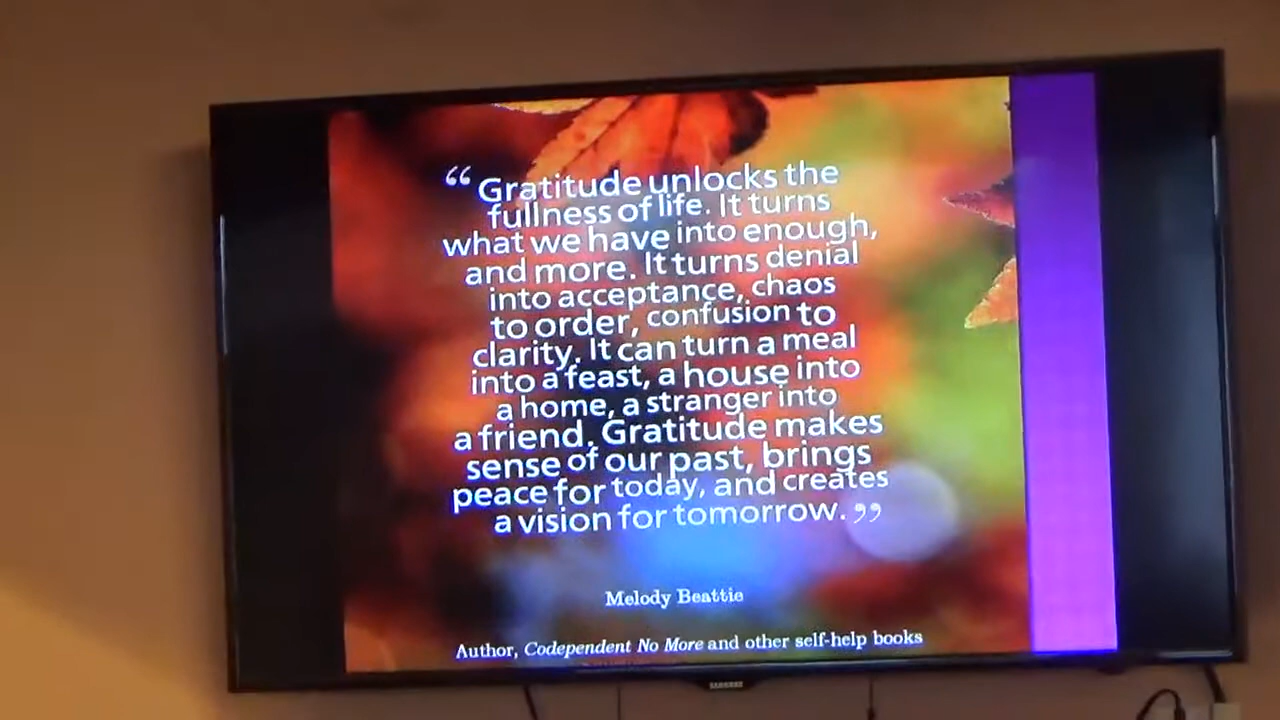 “Gratitude unlocks the
fullness of life. It turns
what we have into enough,
and more. It turns denial
into acceptance, chaos
to order, confusion to
clarity. It can turn a meal
into a feast, a house into
a home, a stranger into
a friend. Gratitude makes
sense of our past, brings
peace for today, and creates
a vision for tomorrow.”
Melody Beattie
Author, Codependent No More and other self-help books
SAMSUNG